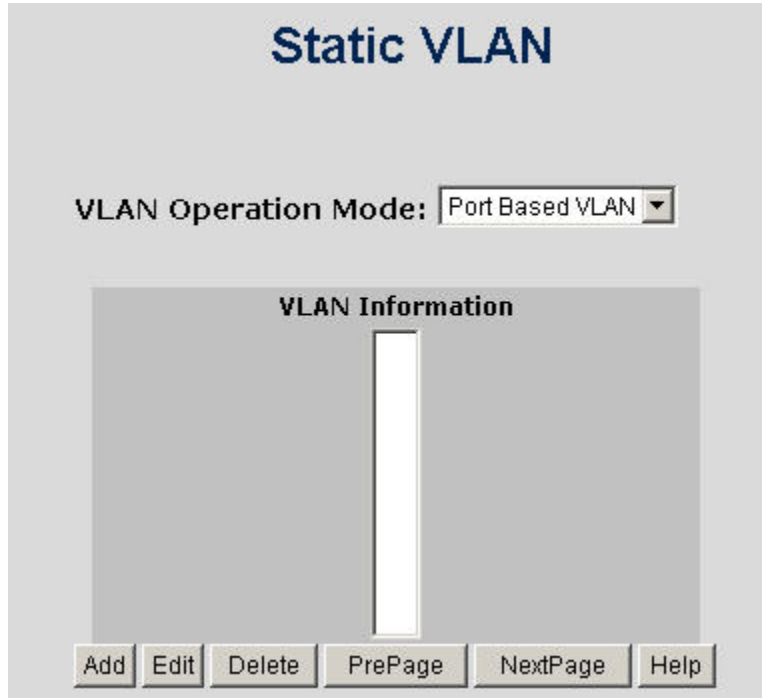 Static VLAN
VLAN Operation Mode: Port Based VLAN
VLAN Information
Add Edit Delete PrePage NextPage Help